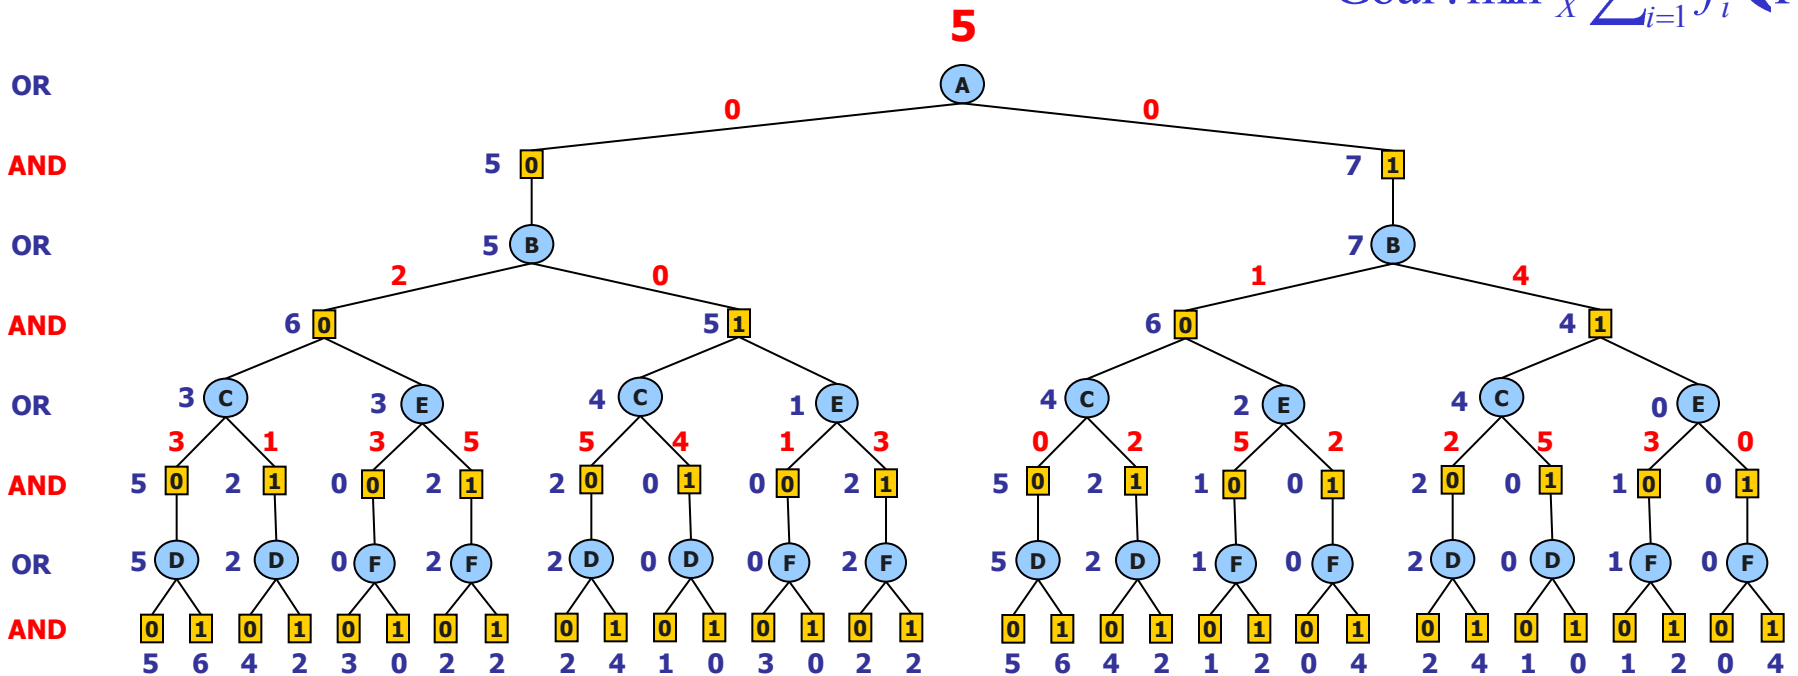 Goal : min X ∑ i=1 f i
5
OR A
0 0
AND 5 0 7 1
OR 5 B 7 B
2 0 1 4
AND 6 0 5 1 6 0 4 1
OR 3 C 3 E 4 C 1 E 4 C 2 E 4 C 0 E
3 1 3 5 5 4 1 3 0 2 5 2 2 5 3 0
AND 5 0 2 1 0 0 2 1 2 0 0 1 0 0 2 1 5 0 2 1 1 0 0 1 2 0 0 1 1 0 0 1
OR 5 D 2 D 0 F 2 F 2 D 0 D 0 F 2 F 5 D 2 D 1 F 0 F 2 D 0 D 1 F 0 F
AND 0 1 0 1 0 1 0 1 0 1 0 1 0 1 0 1 0 1 0 1 0 1 0 1 0 1 0 1 0 1 0 1
5 6 4 2 3 0 2 2 2 4 1 0 3 0 2 2 5 6 4 2 1 2 0 4 2 4 1 0 1 2 0 4